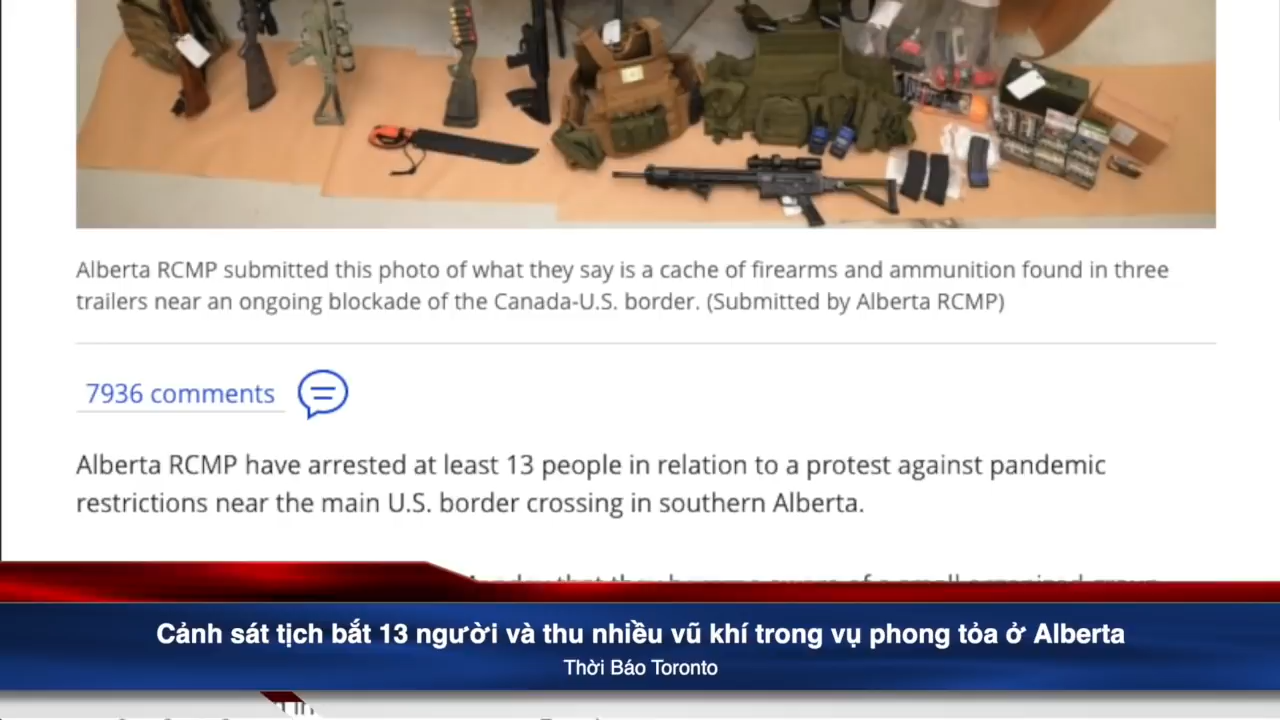 Alberta RCMP submitted this photo of what they say is a cache of firearms and ammunition found in three
trailers near an ongoing blockade of the Canada-U.S. border. (Submitted by Alberta RCMP)
7936 comments
Alberta RCMP have arrested at least 13 people in relation to a protest against pandemic
restrictions near the main U.S. border crossing in southern Alberta.
Cảnh sát tịch bắt 13 người và thu nhiều vũ khí trong vụ phong tỏa ở Alberta
Thời Báo Toronto